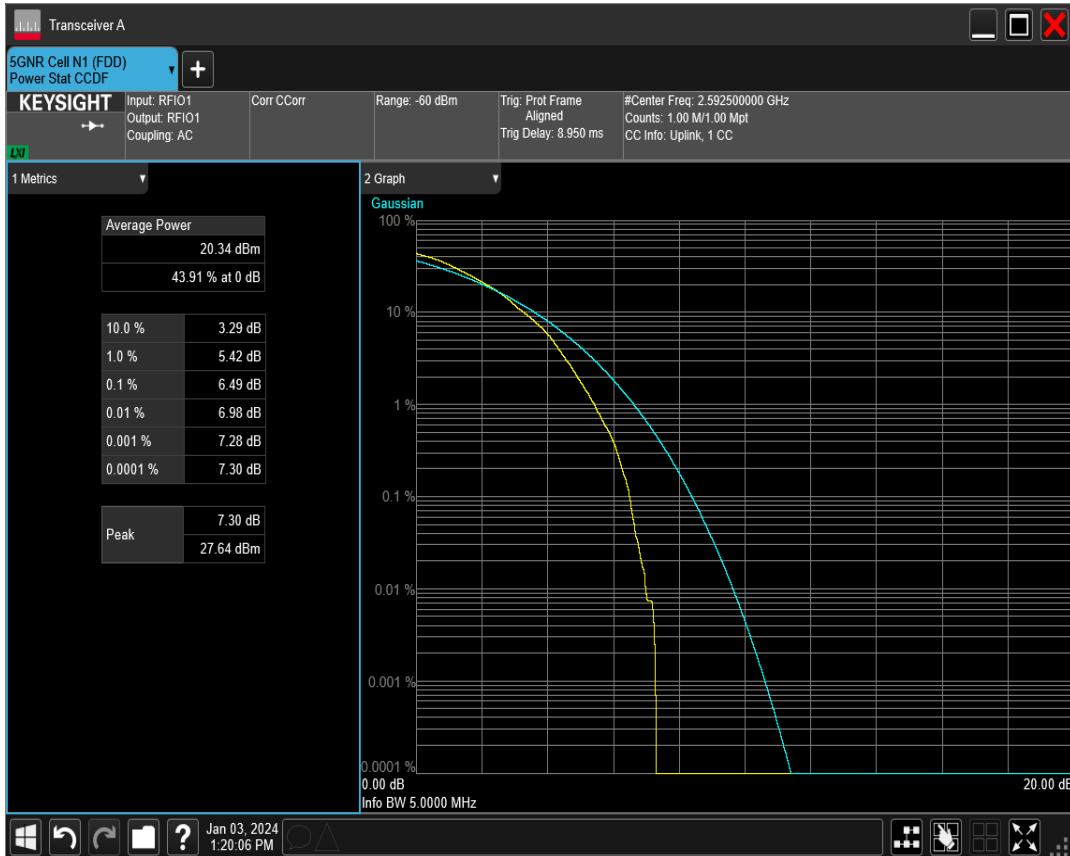 Transceiver A
5GNR Cell N1 (FDD)
Power Stat CCDF
+
KEYSIGHT
LXI
Input: RFIO1
Output: RFIO1
Coupling: AC
Corr CCorr
Range: -60 dBm
Trig: Prot Frame
Aligned
Trig Delay: 8.950 ms
#Center Freq: 2.592500000 GHz
Counts: 1.00 M/1.00 Mpt
CC Info: Uplink, 1 CC
1 Metrics
Average Power
20.34 dBm
43.91 % at 0 dB
10.0 % 3.29 dB
1.0 % 5.42 dB
0.1 % 6.49 dB
0.01 % 6.98 dB
0.001 % 7.28 dB
0.0001 % 7.30 dB
Peak
7.30 dB
27.64 dBm
2 Graph
Gaussian
100 %
10 %
1 %
0.1 %
0.01 %
0.001 %
0.0001 %
0.00 dB
20.00 dB
Info BW 5.0000 MHz
?
Jan 03, 2024
1:20:06 PM